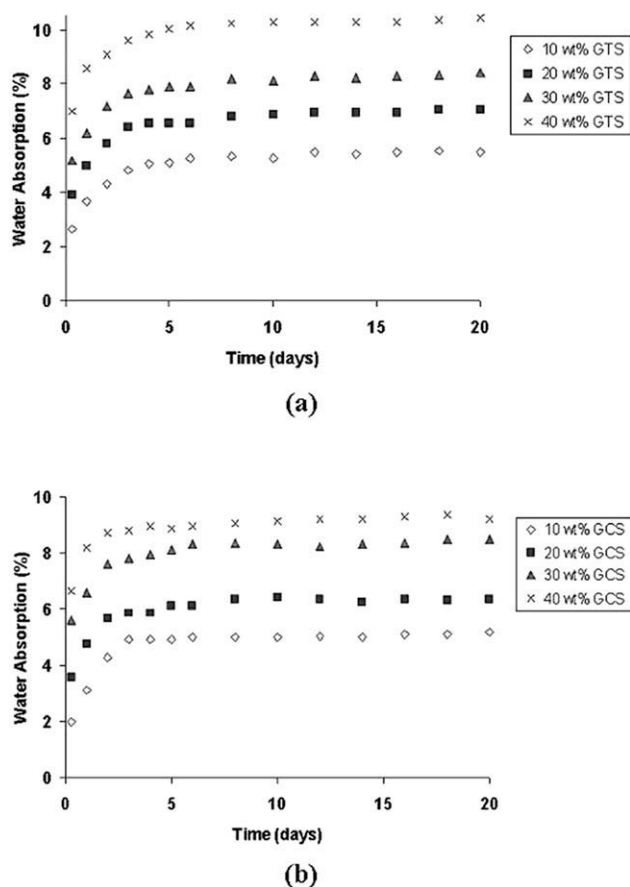 10
8
6
4
2
0
Water Absorption (%)
0 5 10 15 20
Time (days)
10 wt% GTS
20 wt% GTS
30 wt% GTS
40 wt% GTS
(a)
10
8
6
4
2
0
Water Absorption (%)
0 5 10 15 20
Time (days)
10 wt% GCS
20 wt% GCS
30 wt% GCS
40 wt% GCS
(b)